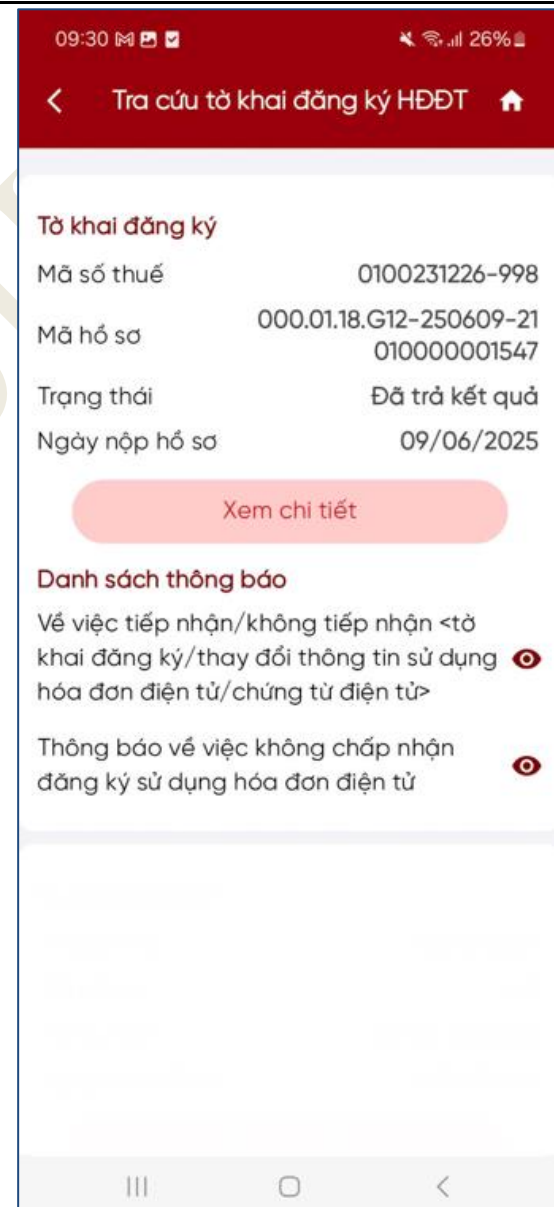 09:30 26%
Tra cứu tờ khai đăng ký HĐĐT
Tờ khai đăng ký
Mã số thuế 0100231226-998
Mã hồ sơ 000.01.18.G12-250609-21
010000001547
Trạng thái Đã trả kết quả
Ngày nộp hồ sơ 09/06/2025
Xem chi tiết
Danh sách thông báo
Về việc tiếp nhận/không tiếp nhận <tờ
khai đăng ký/thay đổi thông tin sử dụng
hóa đơn điện tử/chứng từ điện tử>
Thông báo về việc không chấp nhận
đăng ký sử dụng hóa đơn điện tử